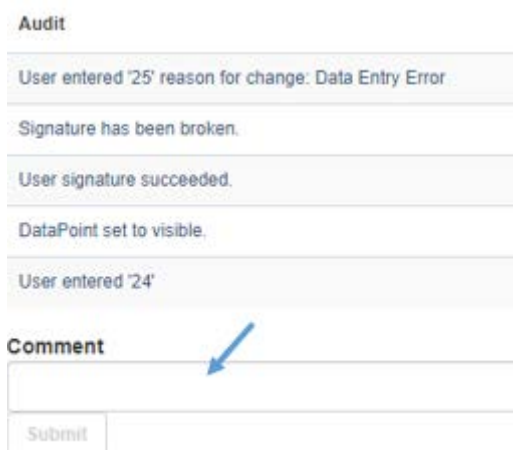 Audit
User entered '25' reason for change: Data Entry Error
Signature has been broken.
User signature succeeded.
DataPoint set to visible.
User entered '24'
Comment
Submit